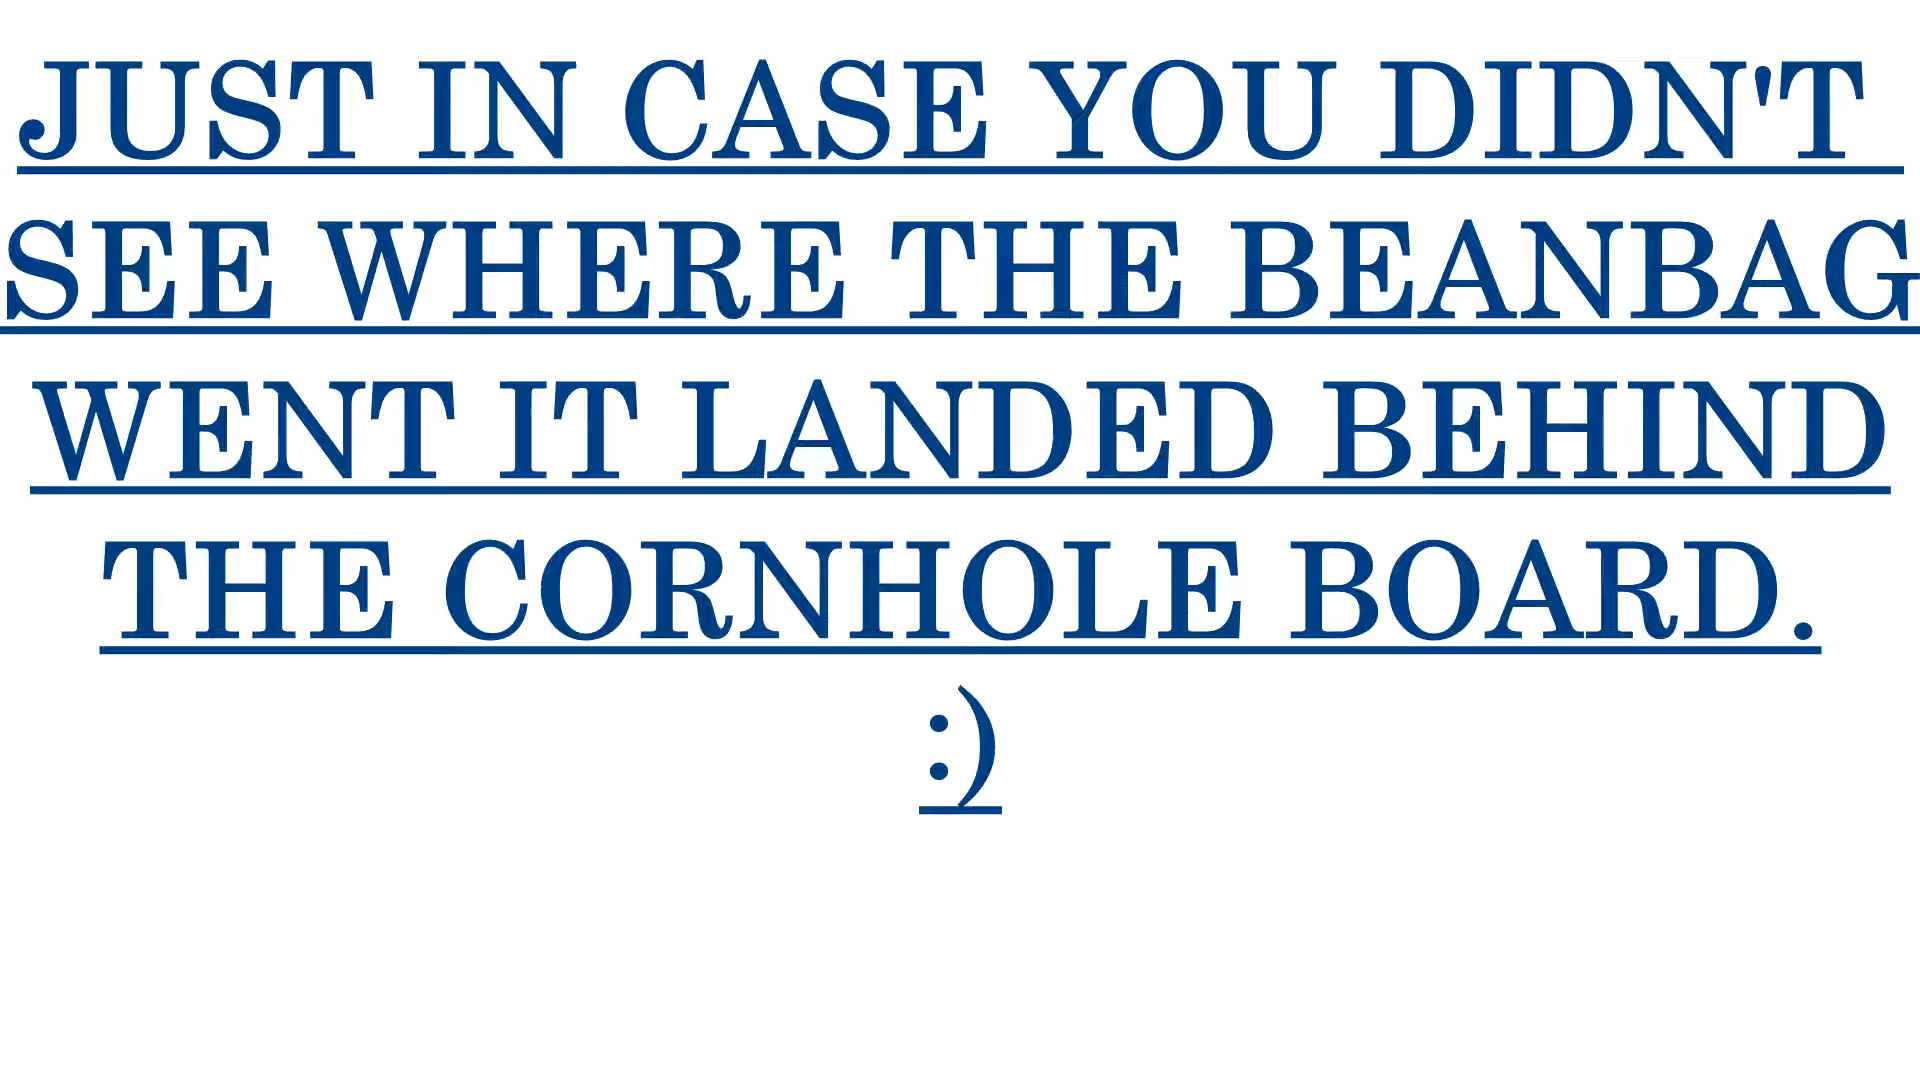 JUST IN CASE YOU DIDN'T
SEE WHERE THE BEANBAG
WENT IT LANDED BEHIND
THE CORNHOLE BOARD.
:)